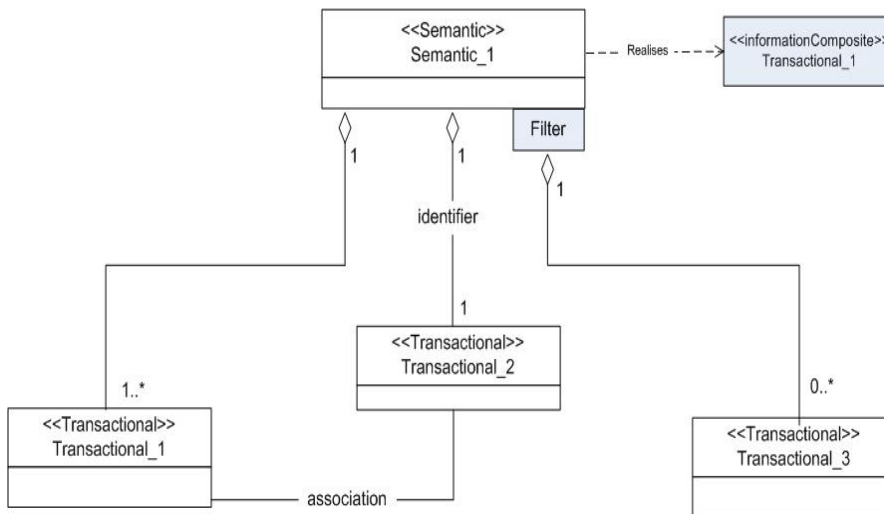 <<Semantic>>
Semantic_1
Realises
<<informationComposite>>
Transactional_1
Filter
1
1
1
identifier
1
<<Transactional>>
Transactional_2
1..*
0..*
<<Transactional>>
Transactional_1
<<Transactional>>
Transactional_3
association